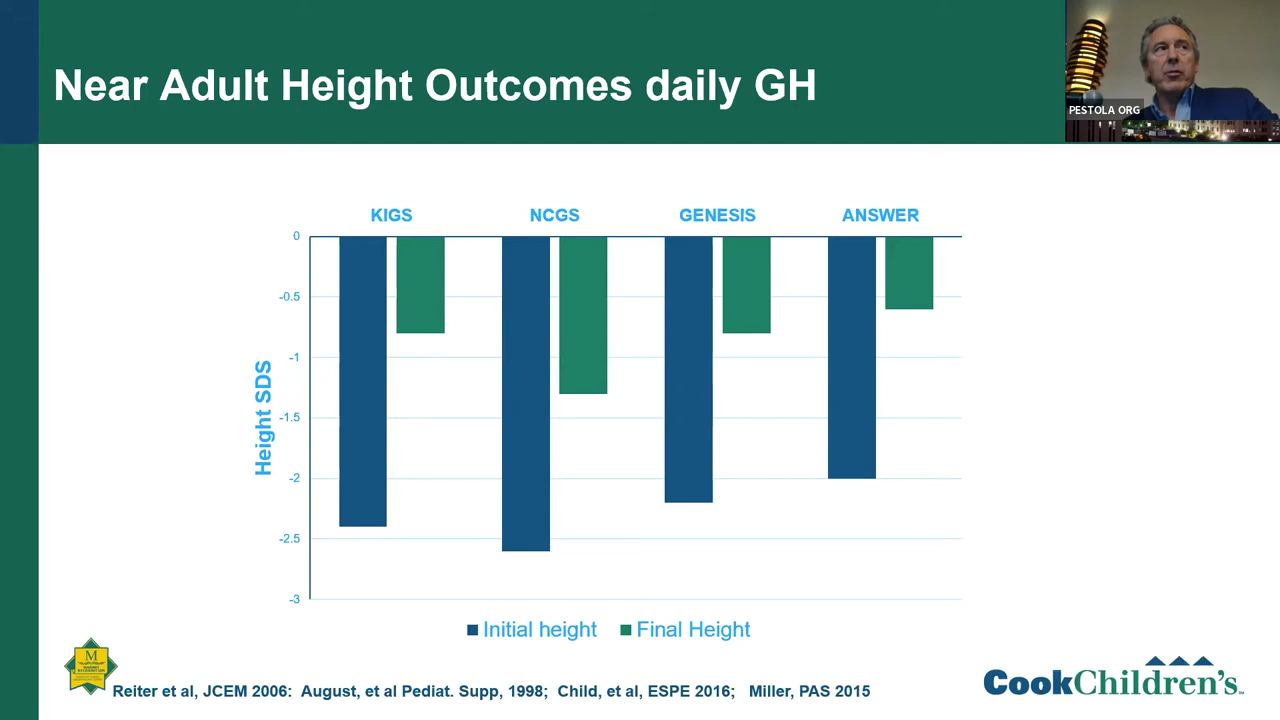 Near Adult Height Outcomes daily GH
PESTOLA ORG
KIGS NCGS GENESIS ANSWER
0
-0.5
-1
-1.5
-2
-2.5
-3
Height SDS
Initial height Final Height
M
Reiter et al, JCEM 2006: August, et al Pediat. Supp, 1998; Child, et al, ESPE 2016; Miller, PAS 2015
CookChildren's